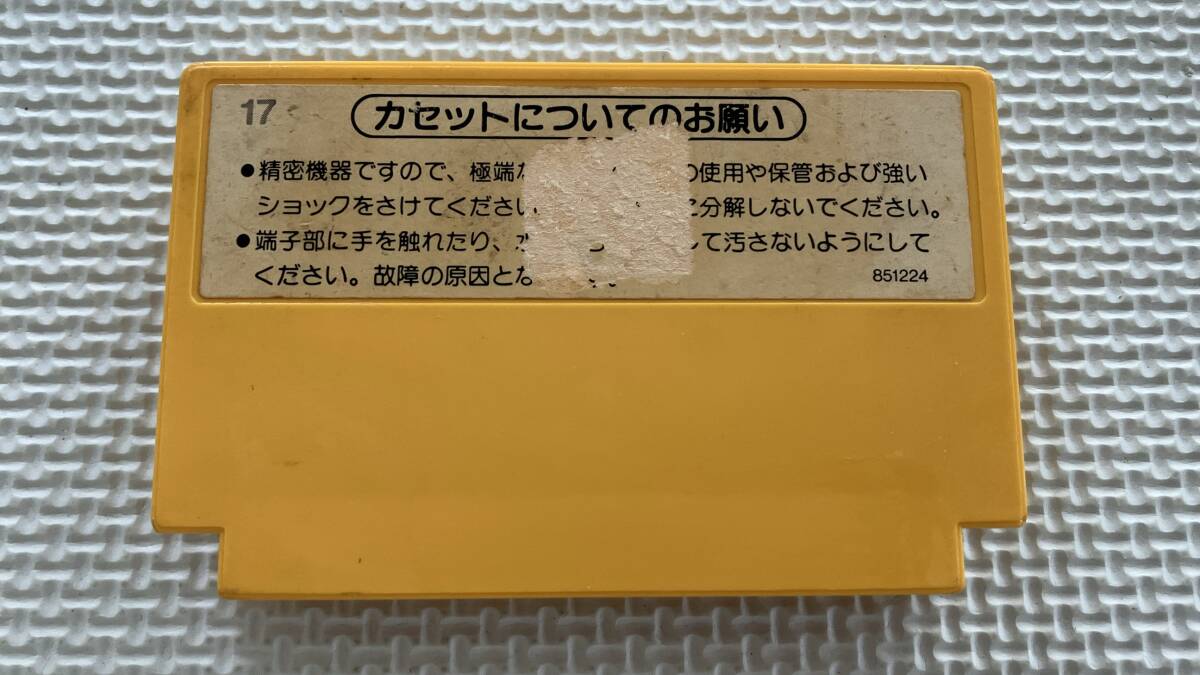 17
カセットについてのお願い
●精密機器ですので、極端な の使用や保管および強い
ショックをさけてください 分解しないでください。
●端子部に手を触れたり、水 して汚さないようにして
ください。故障の原因とな
851224